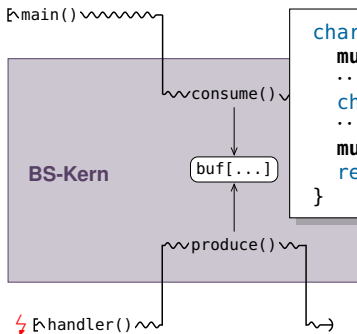 main()
char
mu
..
consume()
ch
..
buf[...]
mu
BS-Kern
re
}
produce()
handler()